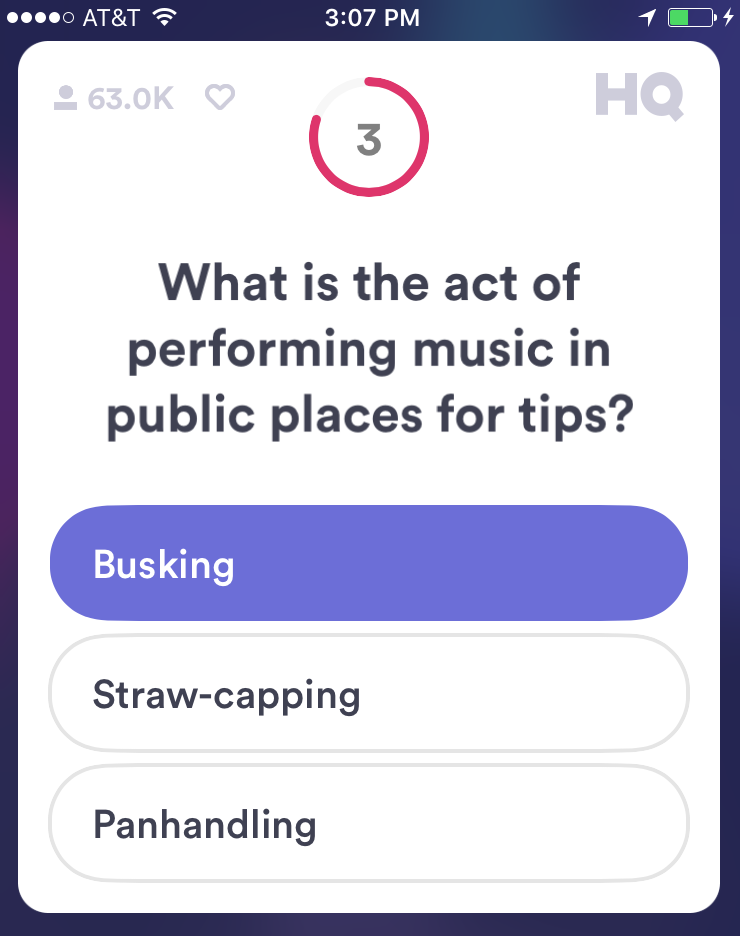 AT&T 3:07 PM
63.0K 3 HQ
What is the act of
performing music in
public places for tips?
Busking
Straw-capping
Panhandling